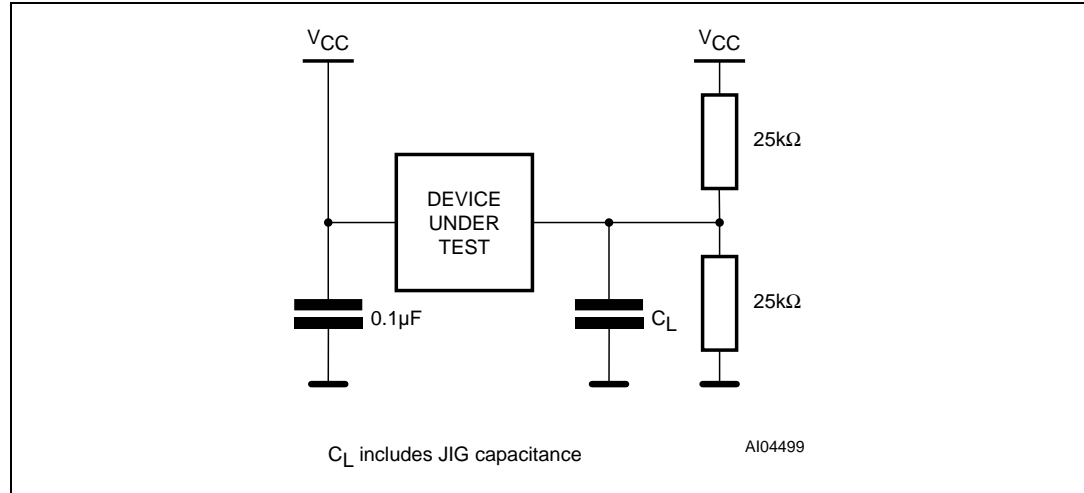 VCC
VCC
25kΩ
DEVICE
UNDER
TEST
0.1µF
CL
25kΩ
CL includes JIG capacitance
AI04499